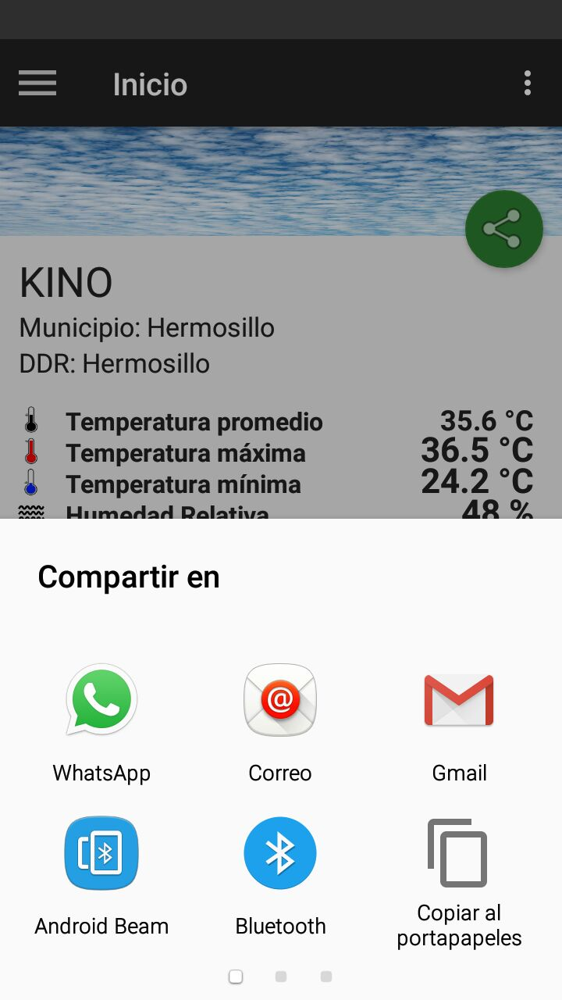 Inicio
KINO
Municipio: Hermosillo
DDR: Hermosillo
Temperatura promedio 35.6 °C
Temperatura máxima 36.5 °C
Temperatura mínima 24.2 °C
Humedad Relativa 48 %
Compartir en
WhatsApp Correo Gmail
Android Beam Bluetooth Copiar al
portapapeles